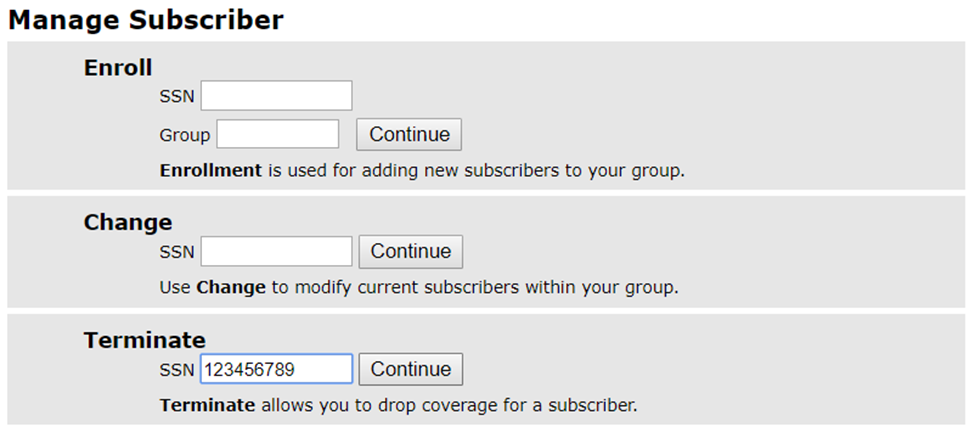 Manage Subscriber
Enroll
SSN
Group Continue
Enrollment is used for adding new subscribers to your group.
Change
SSN Continue
Use Change to modify current subscribers within your group.
Terminate
SSN 123456789 Continue
Terminate allows you to drop coverage for a subscriber.